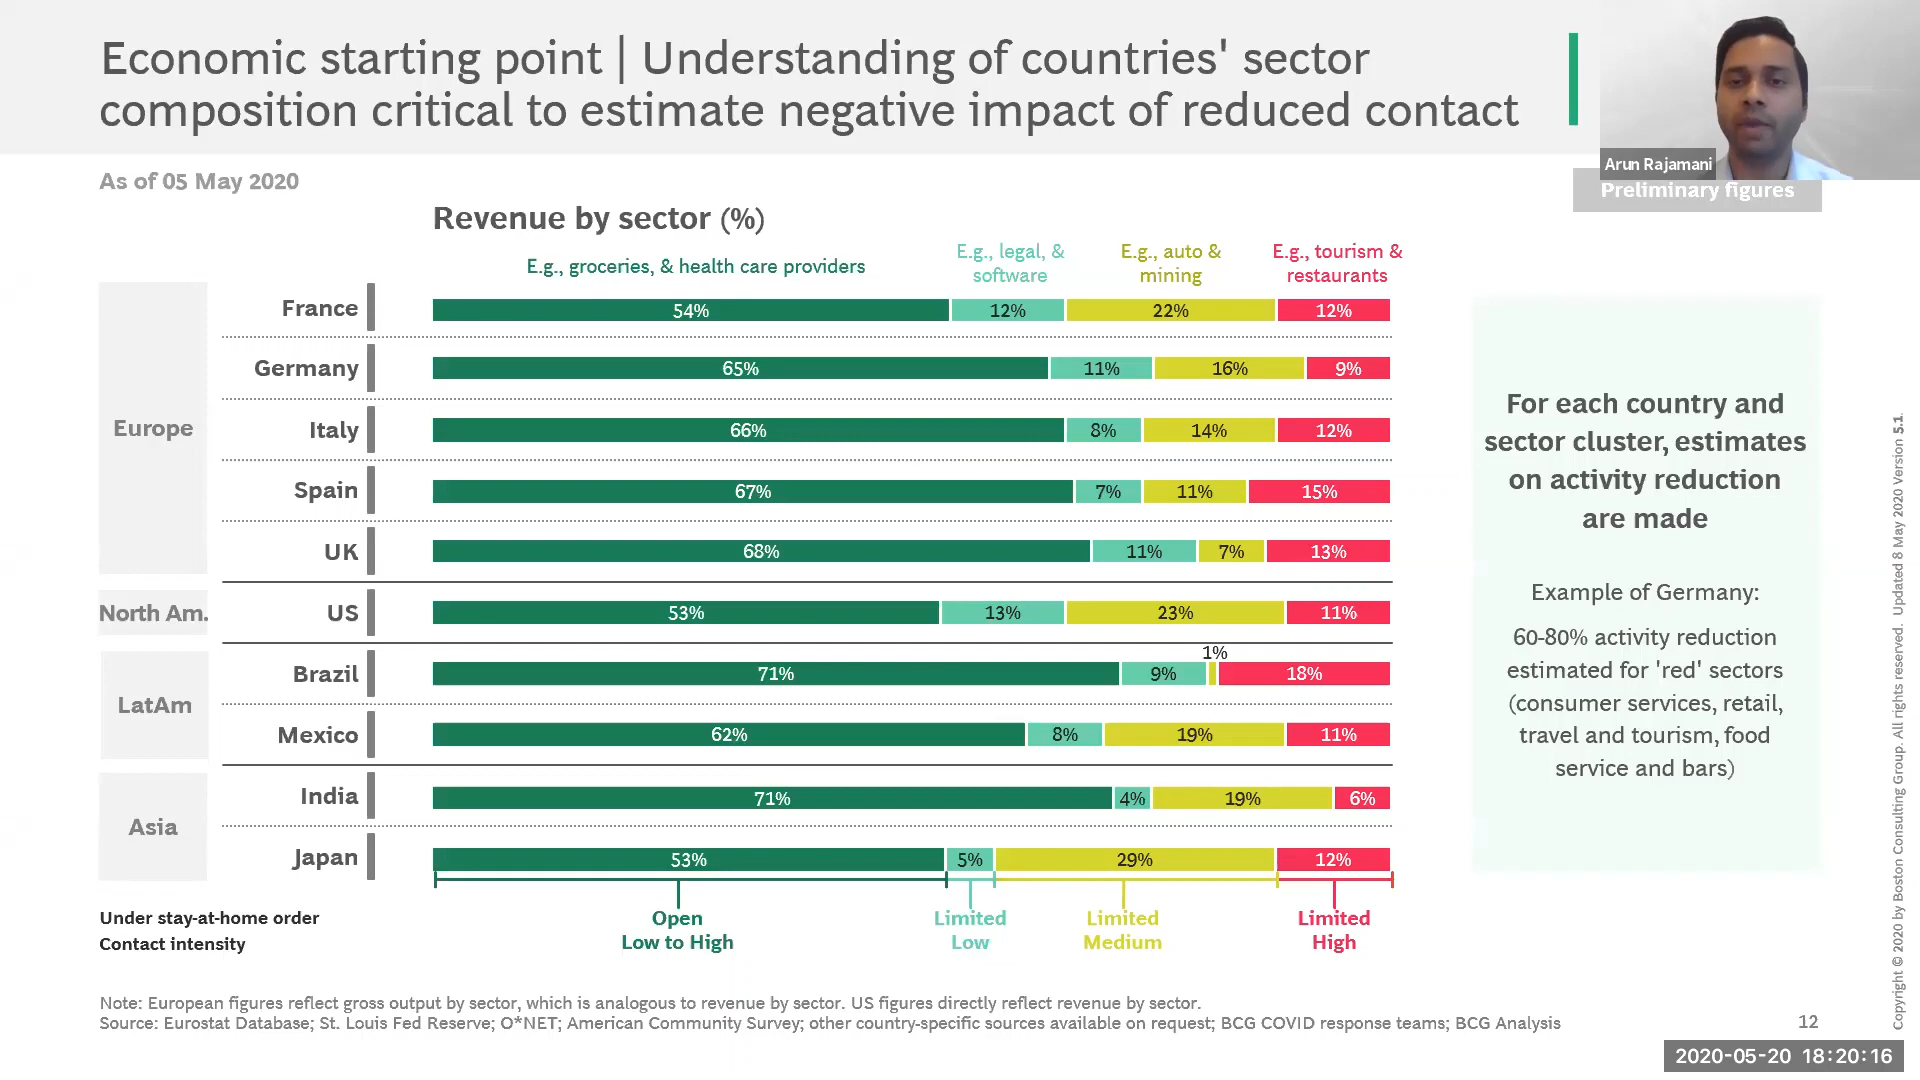 Economic starting point | Understanding of countries' sector
composition critical to estimate negative impact of reduced contact
Arun Rajamani
Preliminary figures
As of 05 May 2020
Revenue by sector (%)
E.g., groceries, & health care providers
E.g., legal, &
software
E.g., auto &
mining
E.g., tourism &
restaurants
Europe
France 54% 12% 22% 12%
Germany 65% 11% 16% 9%
Italy 66% 8% 14% 12%
Spain 67% 7% 11% 15%
UK 68% 11% 7% 13%
North Am.
US 53% 13% 23% 11%
LatAm
1%
Brazil 71% 9% 18%
Mexico 62% 8% 19% 11%
Asia
India 71% 4% 19% 6%
Japan 53% 5% 29% 12%
Under stay-at-home order
Contact intensity
Open
Low to High
Limited
Low
Limited
Medium
Limited
High
For each country and
sector cluster, estimates
on activity reduction
are made
Example of Germany:
60-80% activity reduction
estimated for 'red' sectors
(consumer services, retail,
travel and tourism, food
service and bars)
Note: European figures reflect gross output by sector, which is analogous to revenue by sector. US figures directly reflect revenue by sector.
Source: Eurostat Database; St. Louis Fed Reserve; O*NET; American Community Survey; other country-specific sources available on request; BCG COVID response teams; BCG Analysis
12
Copyright © 2020 by Boston Consulting Group. All rights reserved. Updated 8 May 2020 Version 5.1.
2020-05-20 18:20:16